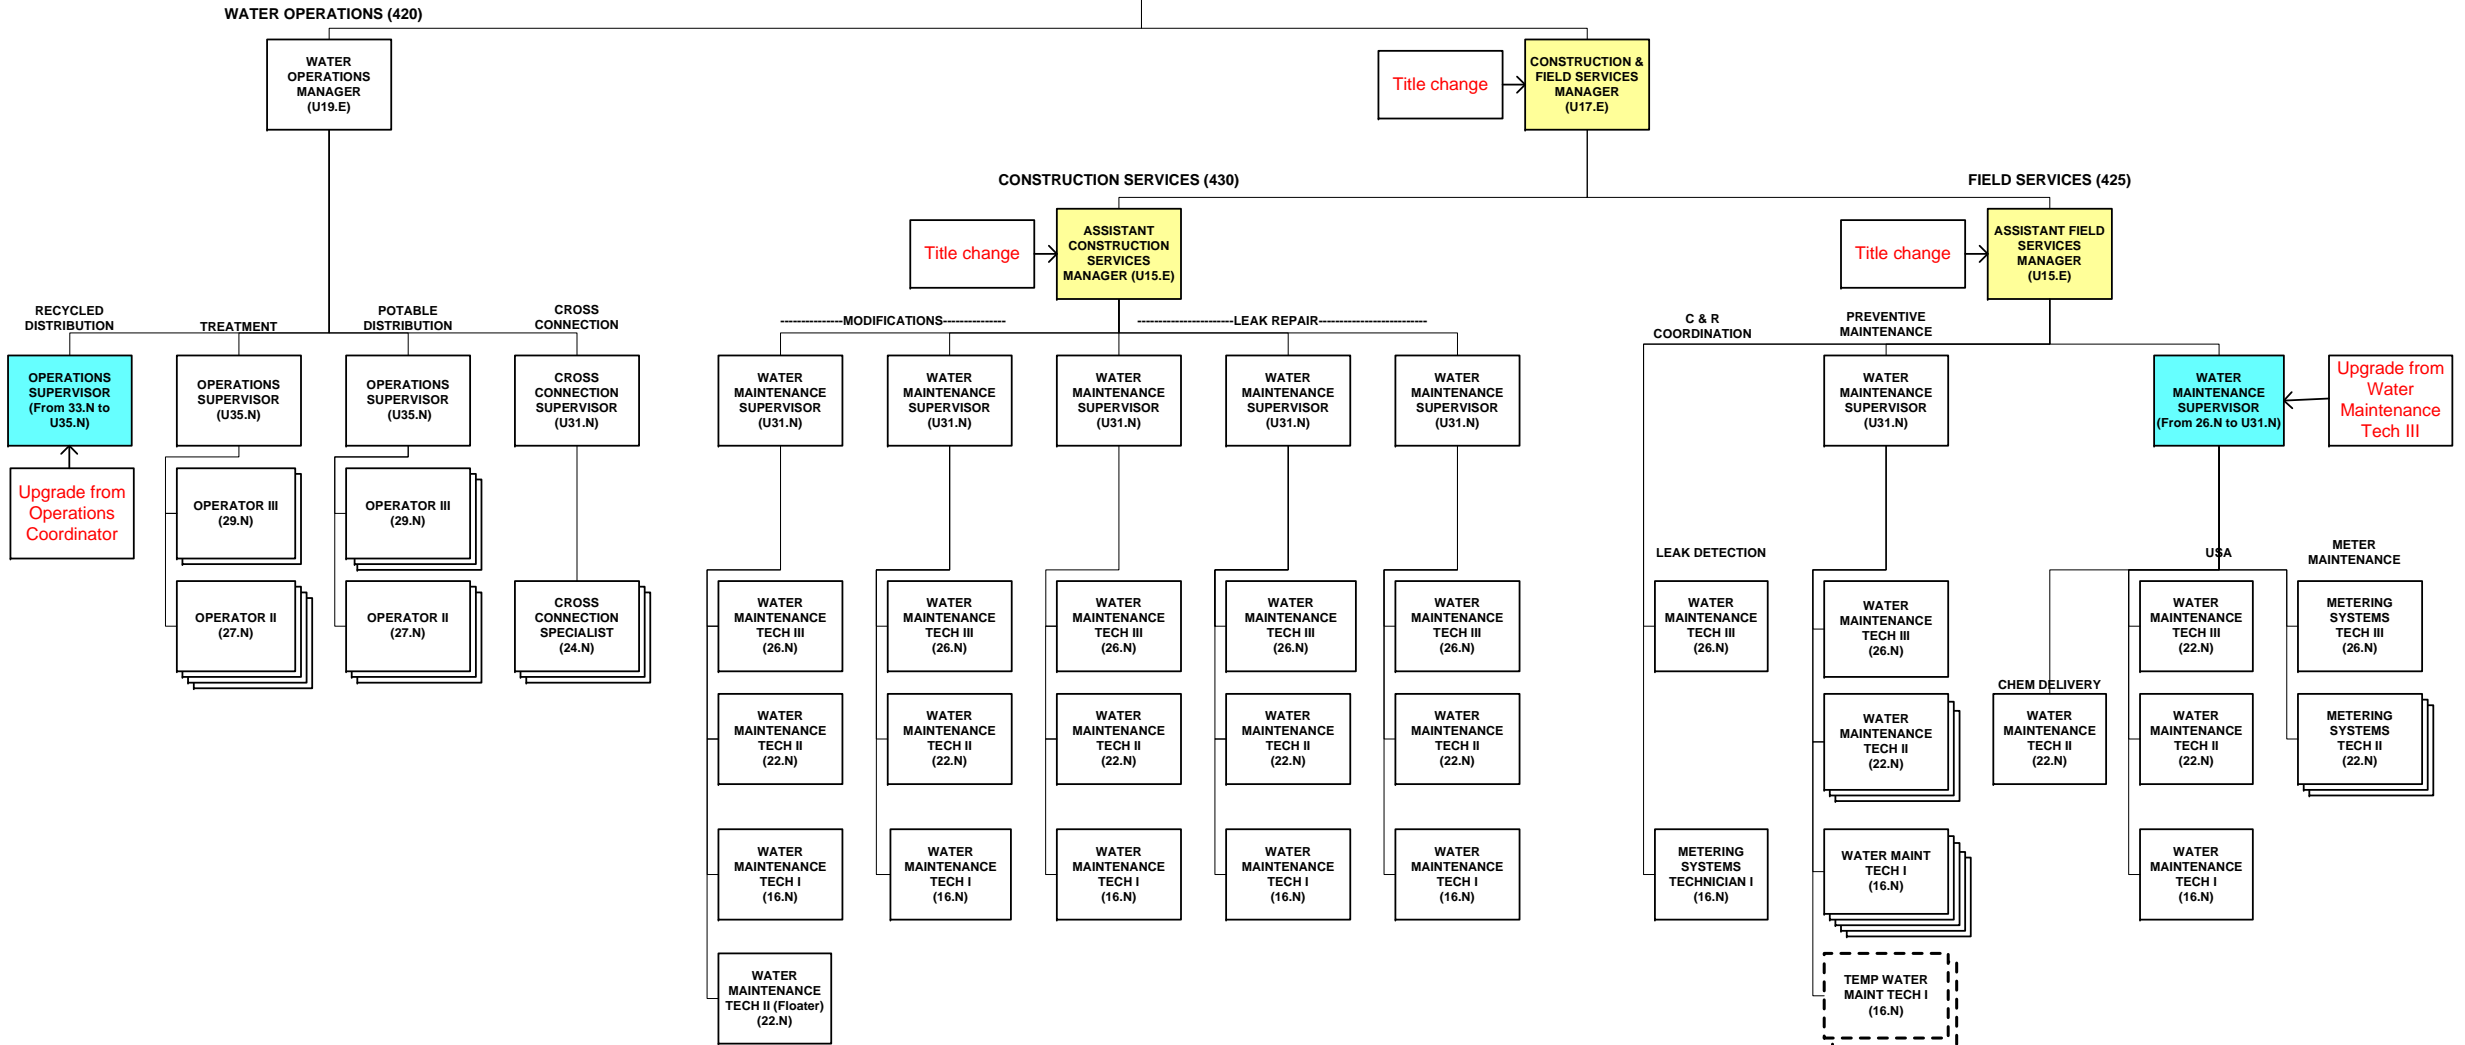 WATER OPERATIONS (420)
WATER
OPERATIONS
MANAGER
(U19.E)
Title change
CONSTRUCTION &
FIELD SERVICES
MANAGER
(U17.E)
CONSTRUCTION SERVICES (430)
FIELD SERVICES (425)
Title change
ASSISTANT
CONSTRUCTION
SERVICES
MANAGER (U15.E)
Title change
ASSISTANT FIELD
SERVICES
MANAGER
(U15.E)
RECYCLED
DISTRIBUTION
TREATMENT
POTABLE
DISTRIBUTION
CROSS
CONNECTION
---------------MODIFICATIONS---------------
-----------------------LEAK REPAIR--------------------------
C & R
COORDINATION
PREVENTIVE
MAINTENANCE
OPERATIONS
SUPERVISOR
(From 33.N to
U35.N)
OPERATIONS
SUPERVISOR
(U35.N)
OPERATIONS
SUPERVISOR
(U35.N)
CROSS
CONNECTION
SUPERVISOR
(U31.N)
WATER
MAINTENANCE
SUPERVISOR
(U31.N)
WATER
MAINTENANCE
SUPERVISOR
(U31.N)
WATER
MAINTENANCE
SUPERVISOR
(U31.N)
WATER
MAINTENANCE
SUPERVISOR
(U31.N)
WATER
MAINTENANCE
SUPERVISOR
(U31.N)
WATER
MAINTENANCE
SUPERVISOR
(U31.N)
WATER
MAINTENANCE
SUPERVISOR
(From 26.N to U31.N)
Upgrade from
Water
Maintenance
Tech III
Upgrade from
Operations
Coordinator
OPERATOR III
(29.N)
OPERATOR III
(29.N)
LEAK DETECTION
USA
METER
MAINTENANCE
OPERATOR II
(27.N)
OPERATOR II
(27.N)
CROSS
CONNECTION
SPECIALIST
(24.N)
WATER
MAINTENANCE
TECH III
(26.N)
WATER
MAINTENANCE
TECH III
(26.N)
WATER
MAINTENANCE
TECH III
(26.N)
WATER
MAINTENANCE
TECH III
(26.N)
WATER
MAINTENANCE
TECH III
(26.N)
WATER
MAINTENANCE
TECH III
(26.N)
WATER
MAINTENANCE
TECH III
(26.N)
WATER
MAINTENANCE
TECH III
(22.N)
METERING
SYSTEMS
TECH III
(26.N)
CHEM DELIVERY
WATER
MAINTENANCE
TECH II
(22.N)
WATER
MAINTENANCE
TECH II
(22.N)
WATER
MAINTENANCE
TECH II
(22.N)
WATER
MAINTENANCE
TECH II
(22.N)
WATER
MAINTENANCE
TECH II
(22.N)
WATER
MAINTENANCE
TECH II
(22.N)
WATER
MAINTENANCE
TECH II
(22.N)
WATER
MAINTENANCE
TECH II
(22.N)
METERING
SYSTEMS
TECH II
(22.N)
WATER
MAINTENANCE
TECH I
(16.N)
WATER
MAINTENANCE
TECH I
(16.N)
WATER
MAINTENANCE
TECH I
(16.N)
WATER
MAINTENANCE
TECH I
(16.N)
WATER
MAINTENANCE
TECH I
(16.N)
METERING
SYSTEMS
TECHNICIAN I
(16.N)
WATER MAINT
TECH I
(16.N)
WATER
MAINTENANCE
TECH I
(16.N)
WATER
MAINTENANCE
TECH II (Floater)
(22.N)
TEMP WATER
MAINT TECH I
(16.N)